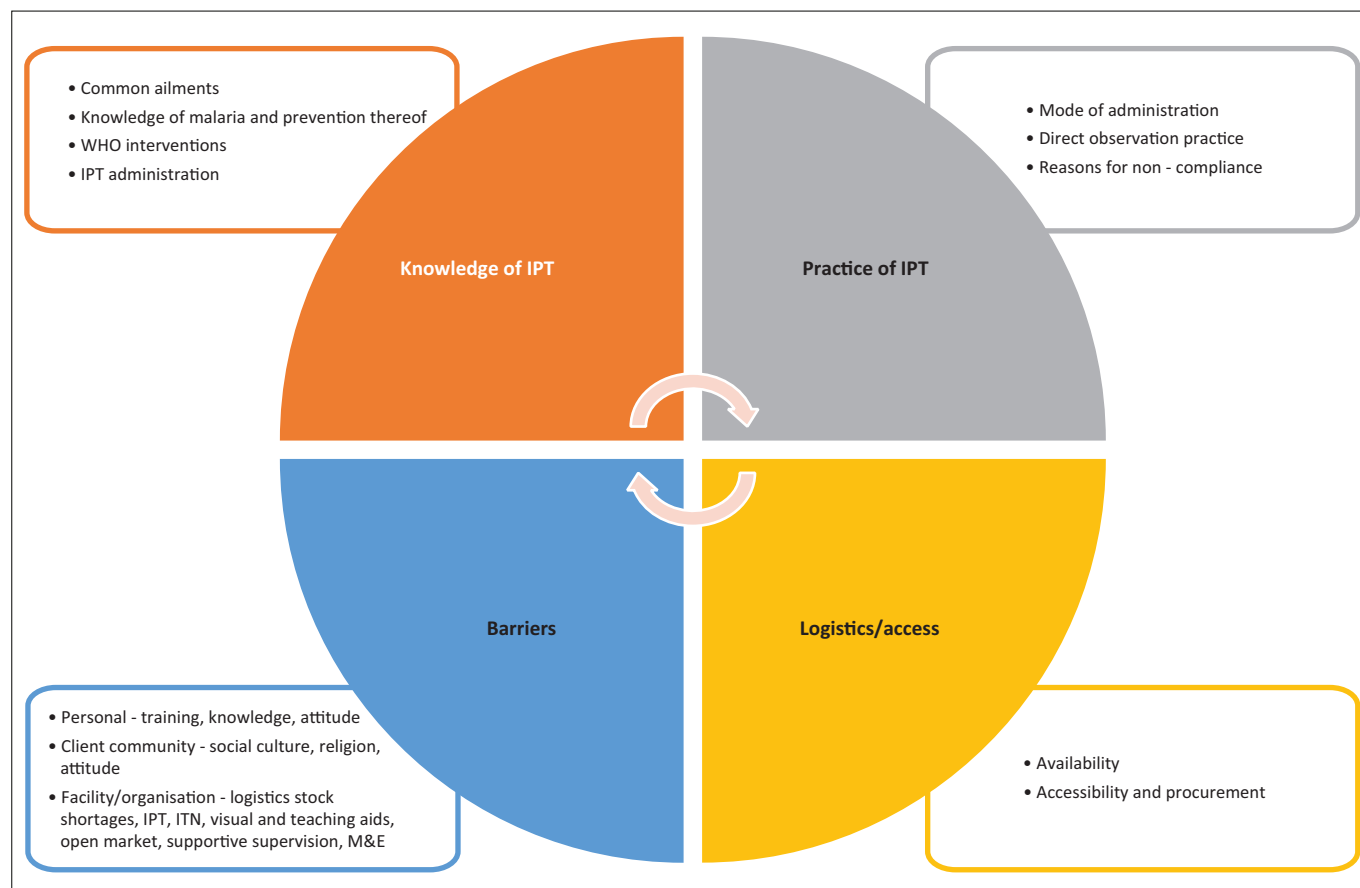 • Common ailments
• Knowledge of malaria and prevention thereof
• WHO interventions
• IPT administration
• Mode of administration
• Direct observation practice
• Reasons for non - compliance
Knowledge of IPT
Practice of IPT
Barriers
Logistics/access
• Personal - training, knowledge, attitude
• Client community - social culture, religion,
attitude
• Facility/organisation - logistics stock
shortages, IPT, ITN, visual and teaching aids,
open market, supportive supervision, M&E
• Availability
• Accessibility and procurement